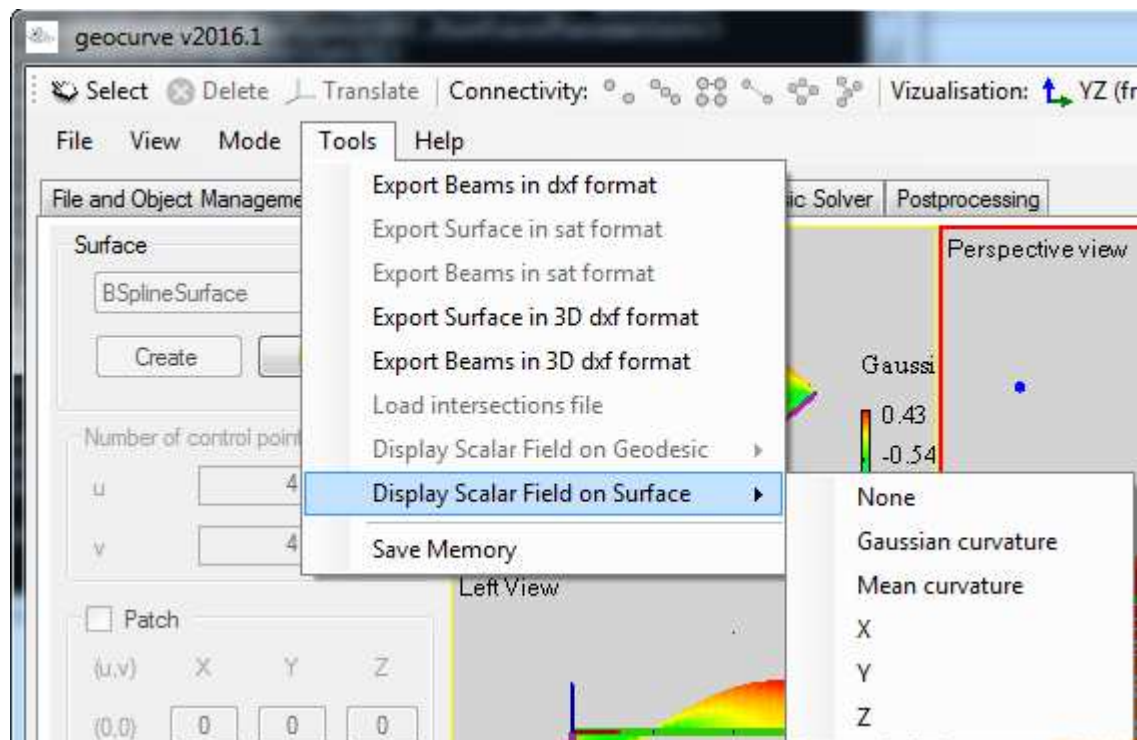 geocurve v2016.1
Select Delete Translate Connectivity: Vizualisation: YZ (fr
File View Mode Tools Help
File and Object Manageme ic Solver Postprocessing
Export Beams in dxf format
Export Surface in sat format
Export Beams in sat format
Export Surface in 3D dxf format
Export Beams in 3D dxf format
Load intersections file
Display Scalar Field on Geodesic
Display Scalar Field on Surface
Save Memory
None
Gaussian curvature
Mean curvature
X
Y
Z
Surface
BSplineSurface
Create
Number of control point
u 4
v 4
Patch
(u,v) X Y Z
(0,0) 0 0 0
Gaussi
0.43
-0.54
Perspective view
Left View